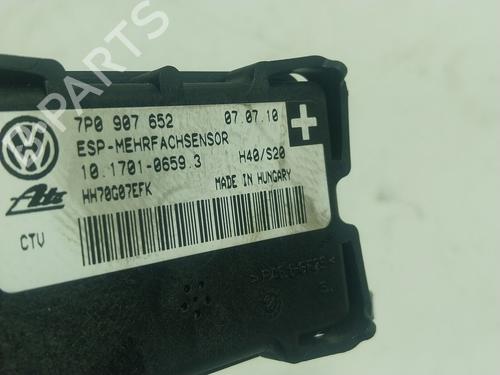 7P0 907 652 07.07.10
ESP-MEHRFACHSENSOR
10.1701-0659.3 H40/S20
HH70G07EFK MADE IN HUNGARY
Ate
CTV
PARTS